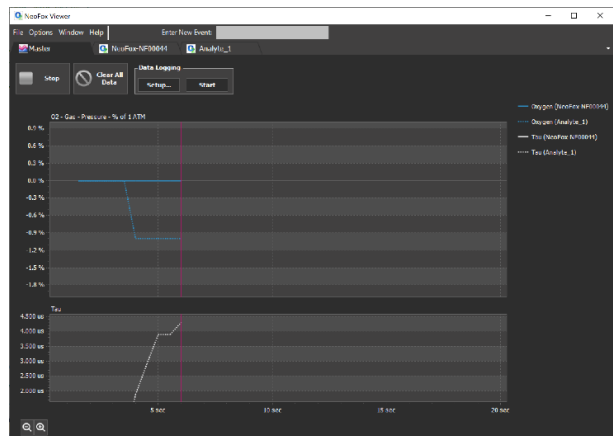 NeoFox Viewer
File Options Window Help Enter New Event:
Master NeoFox-NF00044 Analyte_1
Stop Clear All Data
Data Logging
Setup... Start
O2 - Gas - Pressure - % of 1 ATM
0.9 %
0.6 %
0.3 %
0.0 %
-0.3 %
-0.6 %
-0.9 %
-1.2 %
-1.5 %
-1.8 %
Oxygen (NeoFox NF00044)
Oxygen (Analyte_1)
Tau (NeoFox NF00044)
Tau (Analyte_1)
Tau
4.500 us
4.000 us
3.500 us
3.000 us
2.500 us
2.000 us
5 sec 10 sec 15 sec 20 sec